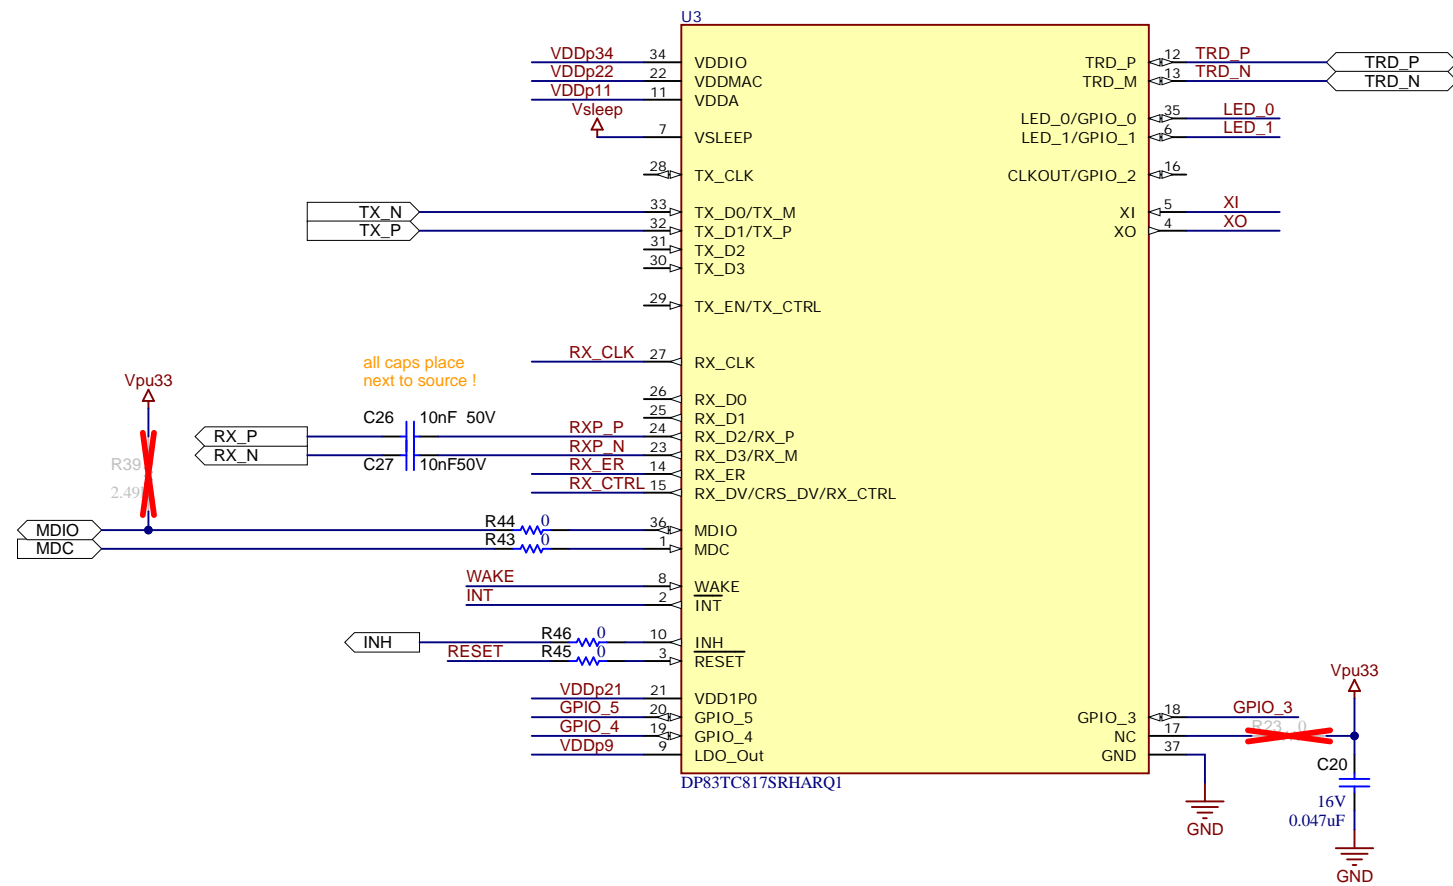 U3
VDDp34 34 VDDIO
VDDp22 22 VDDMAC
VDDp11 11 VDDA
Vsleep
7 VSLEEP
28 TX_CLK
TX_N 33 TX_D0/TX_M
TX_P 32 TX_D1/TX_P
31 TX_D2
30 TX_D3
29 TX_EN/TX_CTRL
RX_CLK 27 RX_CLK
all caps place
next to source !
Vpu33
26 RX_D0
25 RX_D1
C26 10nF 50V
RX_P RXP_P 24 RX_D2/RX_P
RX_N RXP_N 23 RX_D3/RX_M
C27 10nF50V
R39
2.49
RX_ER 14 RX_ER
RX_CTRL 15 RX_DV/CRS_DV/RX_CTRL
MDIO R44 0 36 MDIO
MDC R43 0 1 MDC
WAKE 8 WAKE
INT 2 INT
INH R46 0 10 INH
RESET R45 0 3 RESET
VDDp21 21 VDD1P0
GPIO_5 20 GPIO_5
GPIO_4 19 GPIO_4
VDDp9 9 LDO_Out
DP83TC817SRHARQ1
TRD_P 12 TRD_P TRD_P
TRD_M 13 TRD_N TRD_N
LED_0/GPIO_0 35 LED_0
LED_1/GPIO_1 6 LED_1
CLKOUT/GPIO_2 16
XI 5 XI
XO 4 XO
Vpu33
GPIO_3 18 GPIO_3
NC 17 R23 0
GND 37
C20
16V
0.047uF
GND
GND